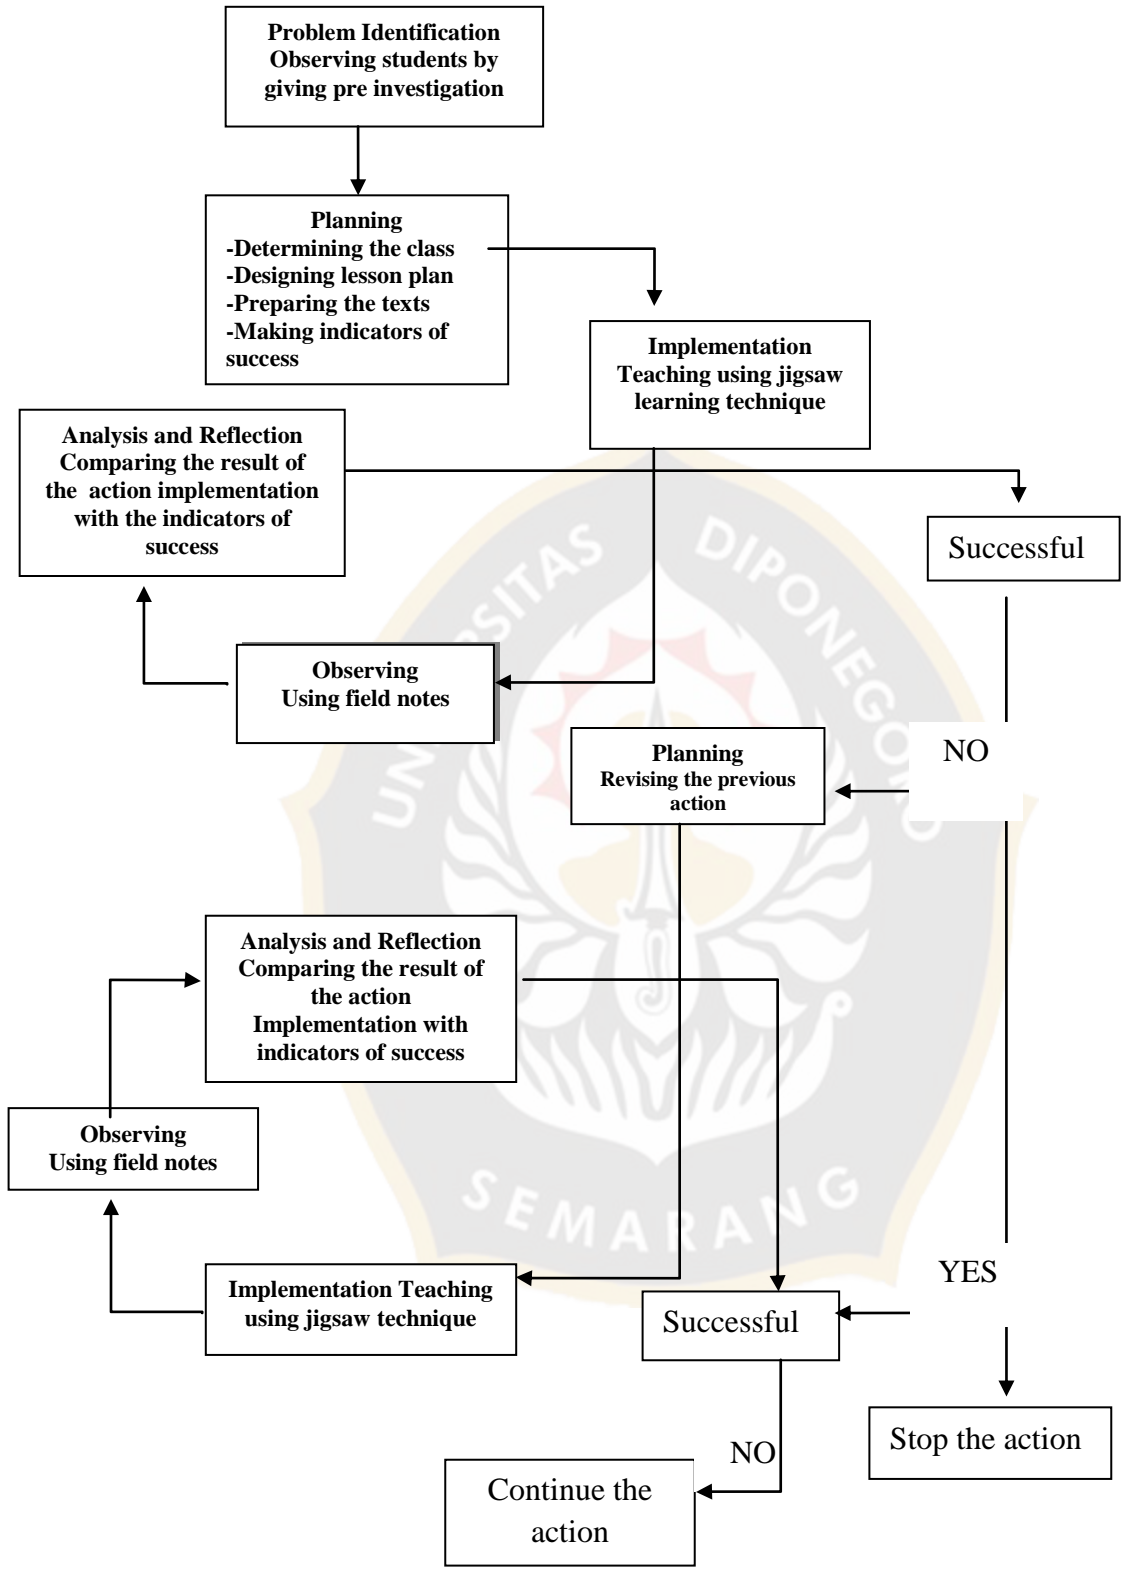 Problem Identification
Observing students by
giving pre investigation
Planning
-Determining the class
-Designing lesson plan
-Preparing the texts
-Making indicators of
success
Implementation
Teaching using jigsaw
learning technique
Analysis and Reflection
Comparing the result of
the action implementation
with the indicators of
success
Successful
Observing
Using field notes
NO
Planning
Revising the previous
action
Analysis and Reflection
Comparing the result of
the action
Implementation with
indicators of success
Observing
Using field notes
Implementation Teaching
using jigsaw technique
YES
Successful
Stop the action
NO
Continue the
action
SEMARANG